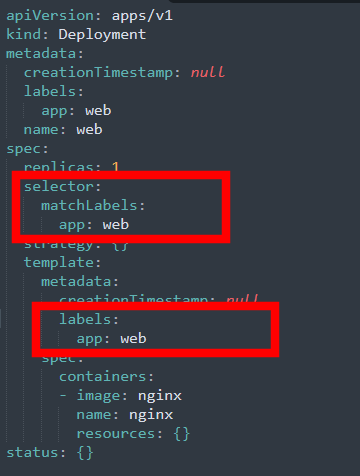 apiVersion: apps/v1
kind: Deployment
metadata:
  creationTimestamp: null
  labels:
    app: web
  name: web
spec:
  replicas: 1
  selector:
    matchLabels:
      app: web
  strategy: {}
  template:
    metadata:
      creationTimestamp: null
      labels:
        app: web
    spec:
      containers:
      - image: nginx
        name: nginx
        resources: {}
status: {}